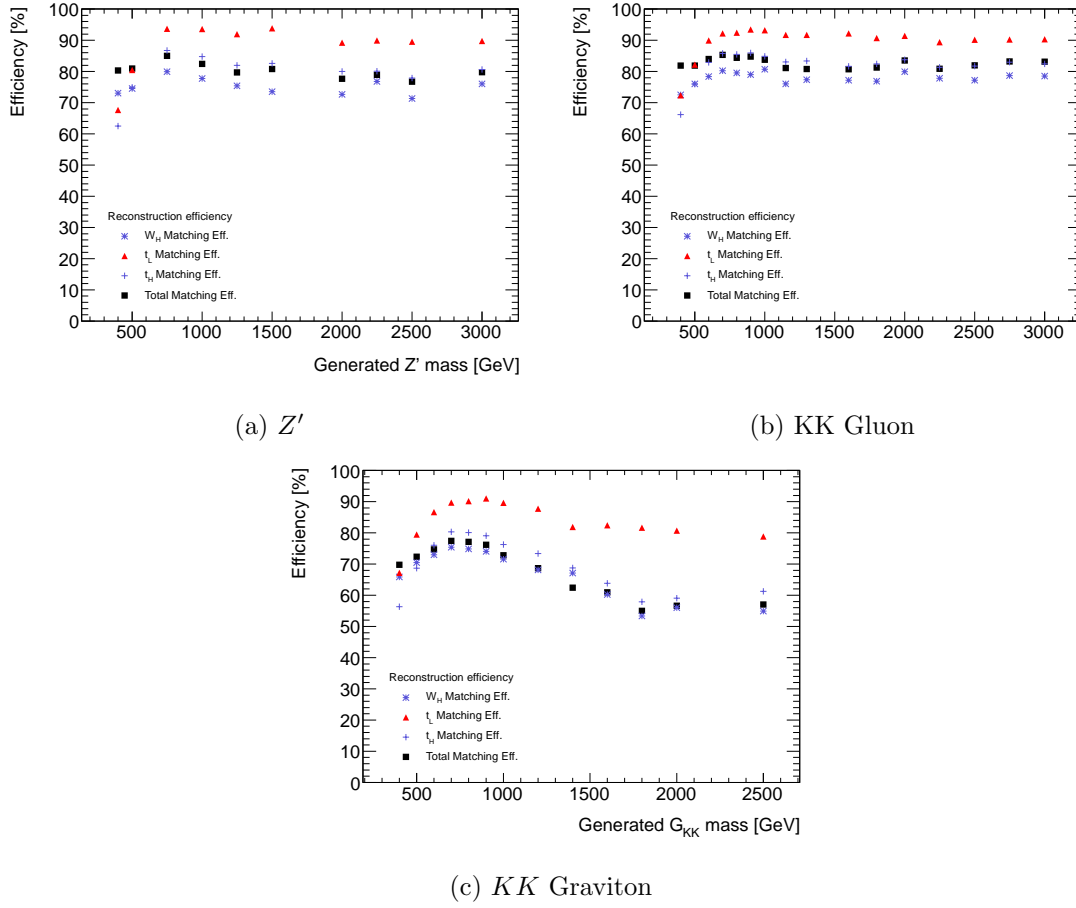 Efficiency [%]
100
90
80
70
60
50
40
30
20
10
0
Reconstruction efficiency
W_H Matching Eff.
t_L Matching Eff.
t_H Matching Eff.
Total Matching Eff.
500 1000 1500 2000 2500 3000
Generated Z' mass [GeV]
(a) Z′
Efficiency [%]
100
90
80
70
60
50
40
30
20
10
0
Reconstruction efficiency
W_H Matching Eff.
t_L Matching Eff.
t_H Matching Eff.
Total Matching Eff.
500 1000 1500 2000 2500 3000
(b) KK Gluon
Efficiency [%]
100
90
80
70
60
50
40
30
20
10
0
Reconstruction efficiency
W_H Matching Eff.
t_L Matching Eff.
t_H Matching Eff.
Total Matching Eff.
500 1000 1500 2000 2500
Generated G_KK mass [GeV]
(c) KK Graviton